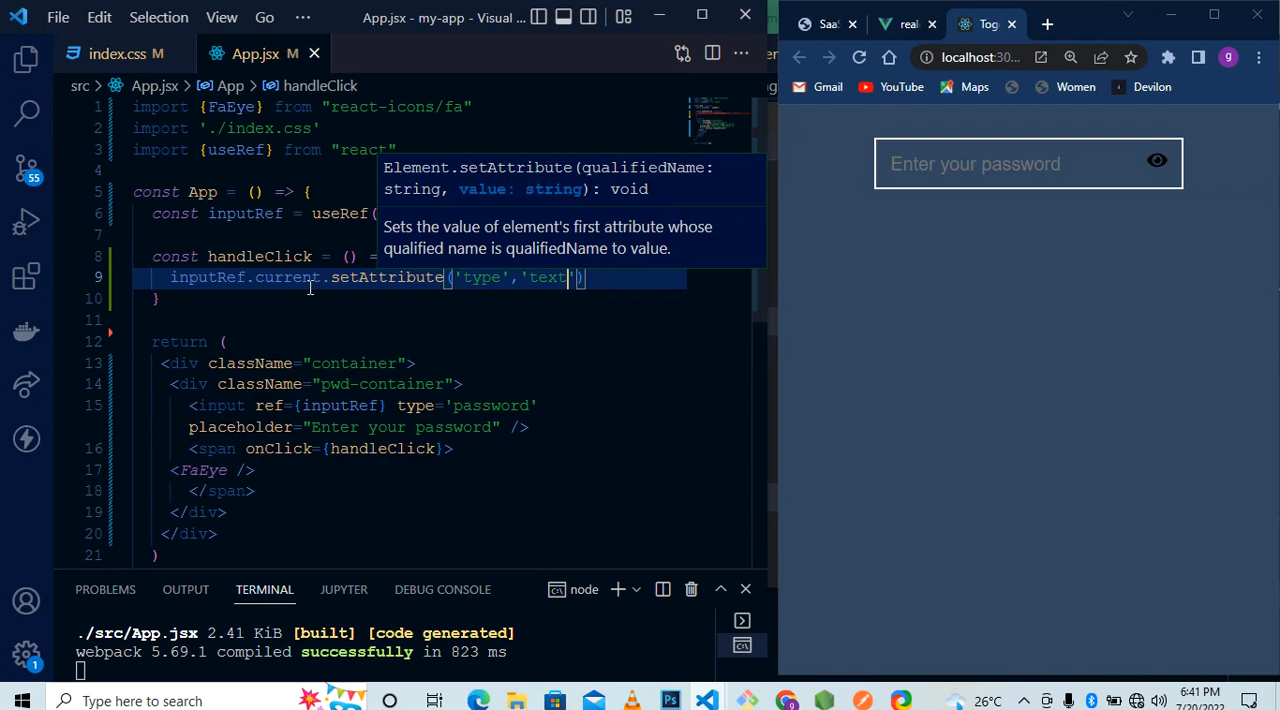 File Edit Selection View Go ··· App.jsx - my-app - Visual ...
index.css M App.jsx M
src > App.jsx > App > handleClick
1 import {FaEye} from "react-icons/fa"
2 import './index.css'
3 import {useRef} from "react"
4
5 const App = () => {
6 const inputRef = useRef(
7
8 const handleClick = () =
9 inputRef.current.setAttribute('type','text')
10 }
11
12 return (
13 <div className="container">
14 <div className="pwd-container">
15 <input ref={inputRef} type='password'
placeholder="Enter your password" />
16 <span onClick={handleClick}>
17 <FaEye />
18 </span>
19 </div>
20 </div>
21 )
Element.setAttribute(qualifiedName:
string, value: string): void
Sets the value of element's first attribute whose
qualified name is qualifiedName to value.
55
1
PROBLEMS OUTPUT TERMINAL JUPYTER DEBUG CONSOLE node
./src/App.jsx 2.41 KiB [built] [code generated]
webpack 5.69.1 compiled successfully in 823 ms
SaaS real Tog
localhost:30... g
Gmail YouTube Maps Women Devilon
Enter your password
Type here to search
26°C 6:41 PM
7/20/2022